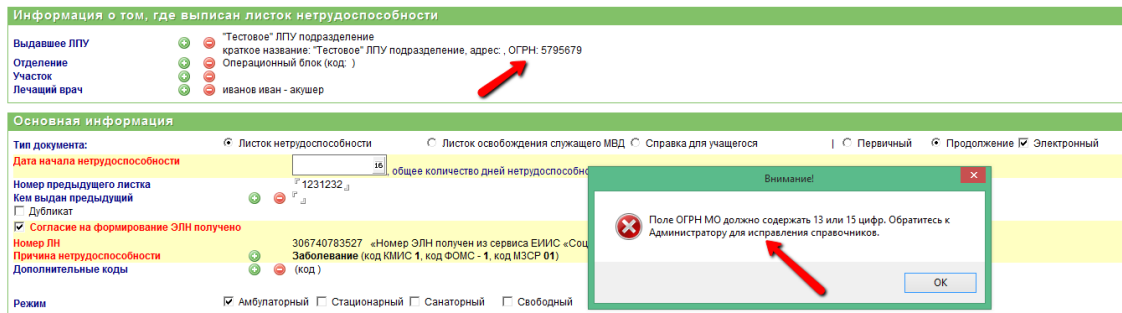 Информация о том, где выписан листок нетрудоспособности
Выдавшее ЛПУ "Тестовое" ЛПУ подразделение
краткое название: "Тестовое" ЛПУ подразделение, адрес: , ОГРН: 5795679
Отделение Операционный блок (код: )
Участок
Лечащий врач иванов иван - акушер
Основная информация
Тип документа: Листок нетрудоспособности Листок освобождения служащего МВД Справка для учащегося | Первичный Продолжение Электронный
Дата начала нетрудоспособности 16 , общее количество дней нетрудоспособно
Номер предыдущего листка 1231232
Кем выдан предыдущий
Дубликат
Согласие на формирование ЭЛН получено
Номер ЛН 306740783527 «Номер ЭЛН получен из сервиса ЕИИС «Соц
Причина нетрудоспособности Заболевание (код КМИС 1, код ФОМС - 1, код МЗСР 01)
Дополнительные коды (код )
Режим Амбулаторный Стационарный Санаторный Свободный
Внимание!
Поле ОГРН МО должно содержать 13 или 15 цифр. Обратитесь к
Администратору для исправления справочников.
OK